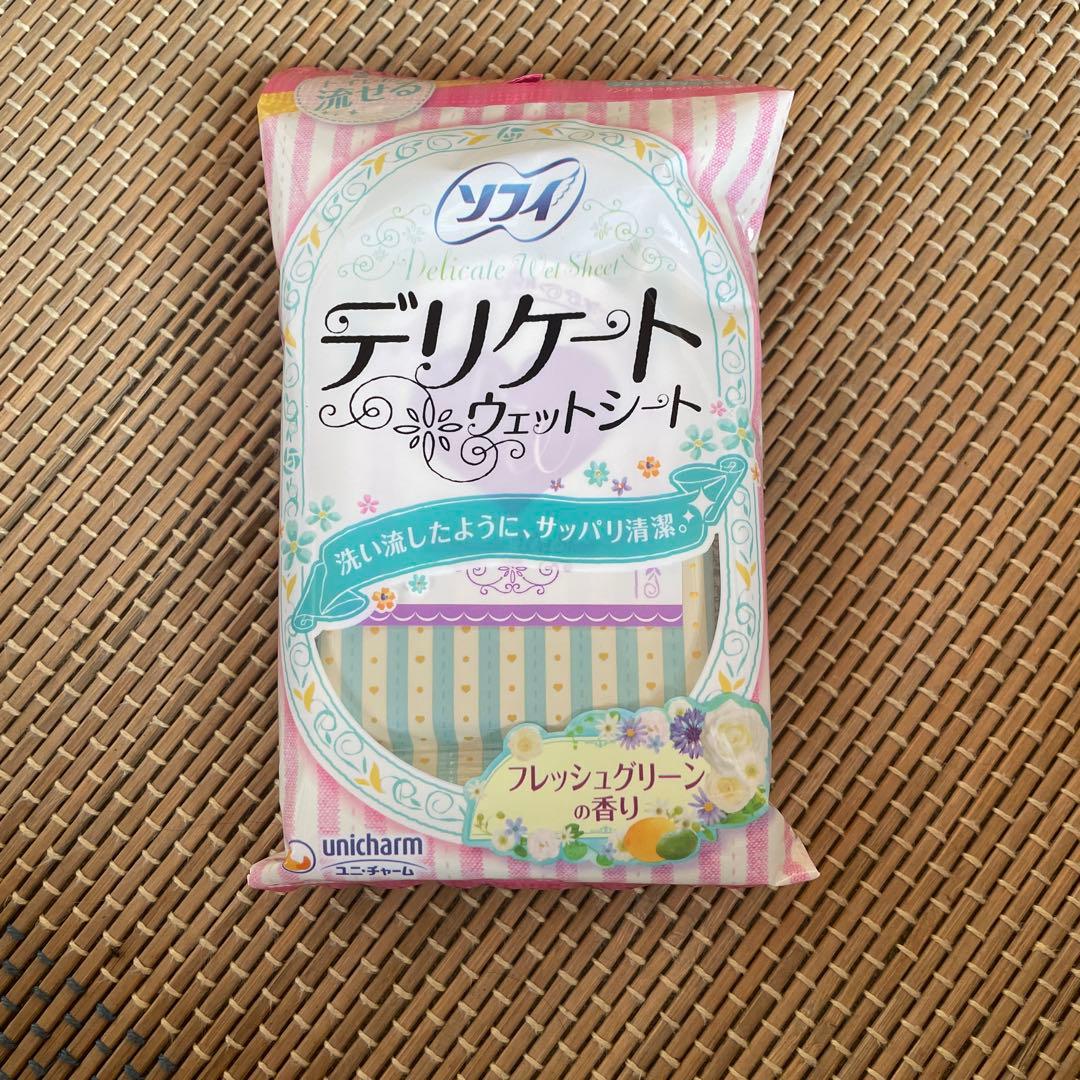 流せる
ソフィ
Delicate Wet Sheet
デリケート
ウェットシート
洗い流したように、サッパリ清潔。
フレッシュグリーン
の香り
unicharm
ユニ・チャーム